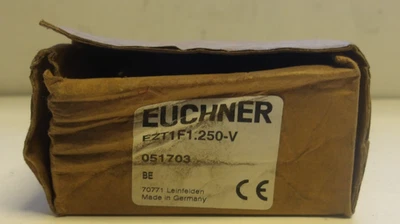 EUCHNER
EZT1F1.250-V
051703
BE
70771 Leinfelden
Made in Germany
CE